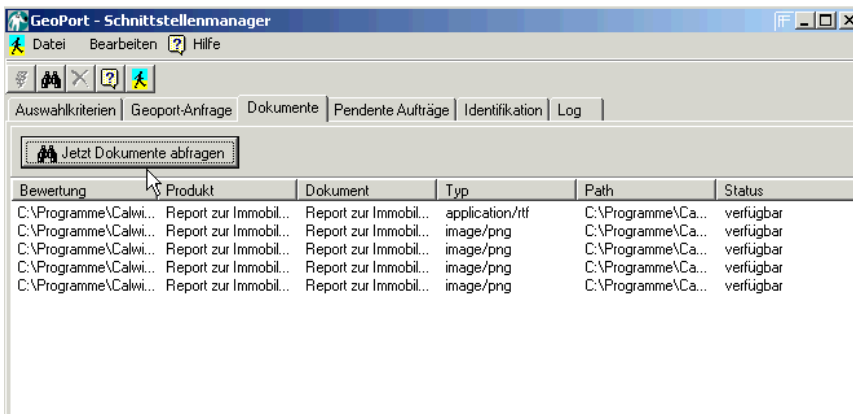 GeoPort - Schnittstellenmanager
Datei Bearbeiten Hilfe
Auswahlkriterien Geoport-Anfrage Dokumente Pendente Aufträge Identifikation Log
Jetzt Dokumente abfragen
Bewertung Produkt Dokument Typ Path Status
C:\Programme\Calwi... Report zur Immobil... Report zur Immobil... application/rtf C:\Programme\Ca... verfügbar
C:\Programme\Calwi... Report zur Immobil... Report zur Immobil... image/png C:\Programme\Ca... verfügbar
C:\Programme\Calwi... Report zur Immobil... Report zur Immobil... image/png C:\Programme\Ca... verfügbar
C:\Programme\Calwi... Report zur Immobil... Report zur Immobil... image/png C:\Programme\Ca... verfügbar
C:\Programme\Calwi... Report zur Immobil... Report zur Immobil... image/png C:\Programme\Ca... verfügbar